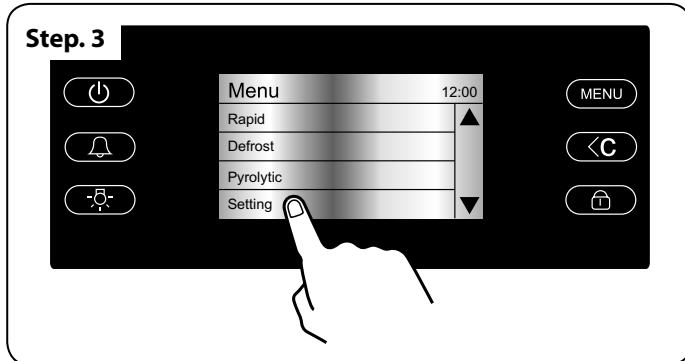 Step. 3
Menu 12:00
MENU
Rapid
Defrost
<C
Pyrolytic
Setting